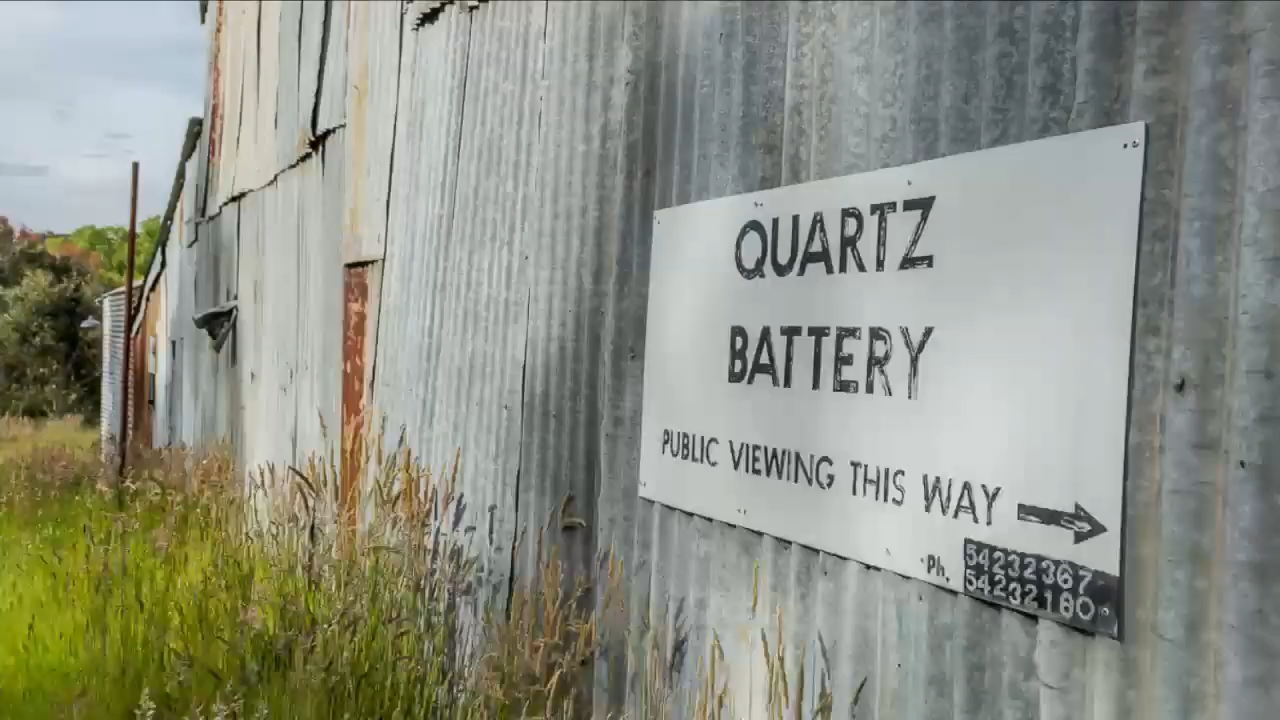 QUARTZ
BATTERY
PUBLIC VIEWING THIS WAY
Ph. 54232367
54232180